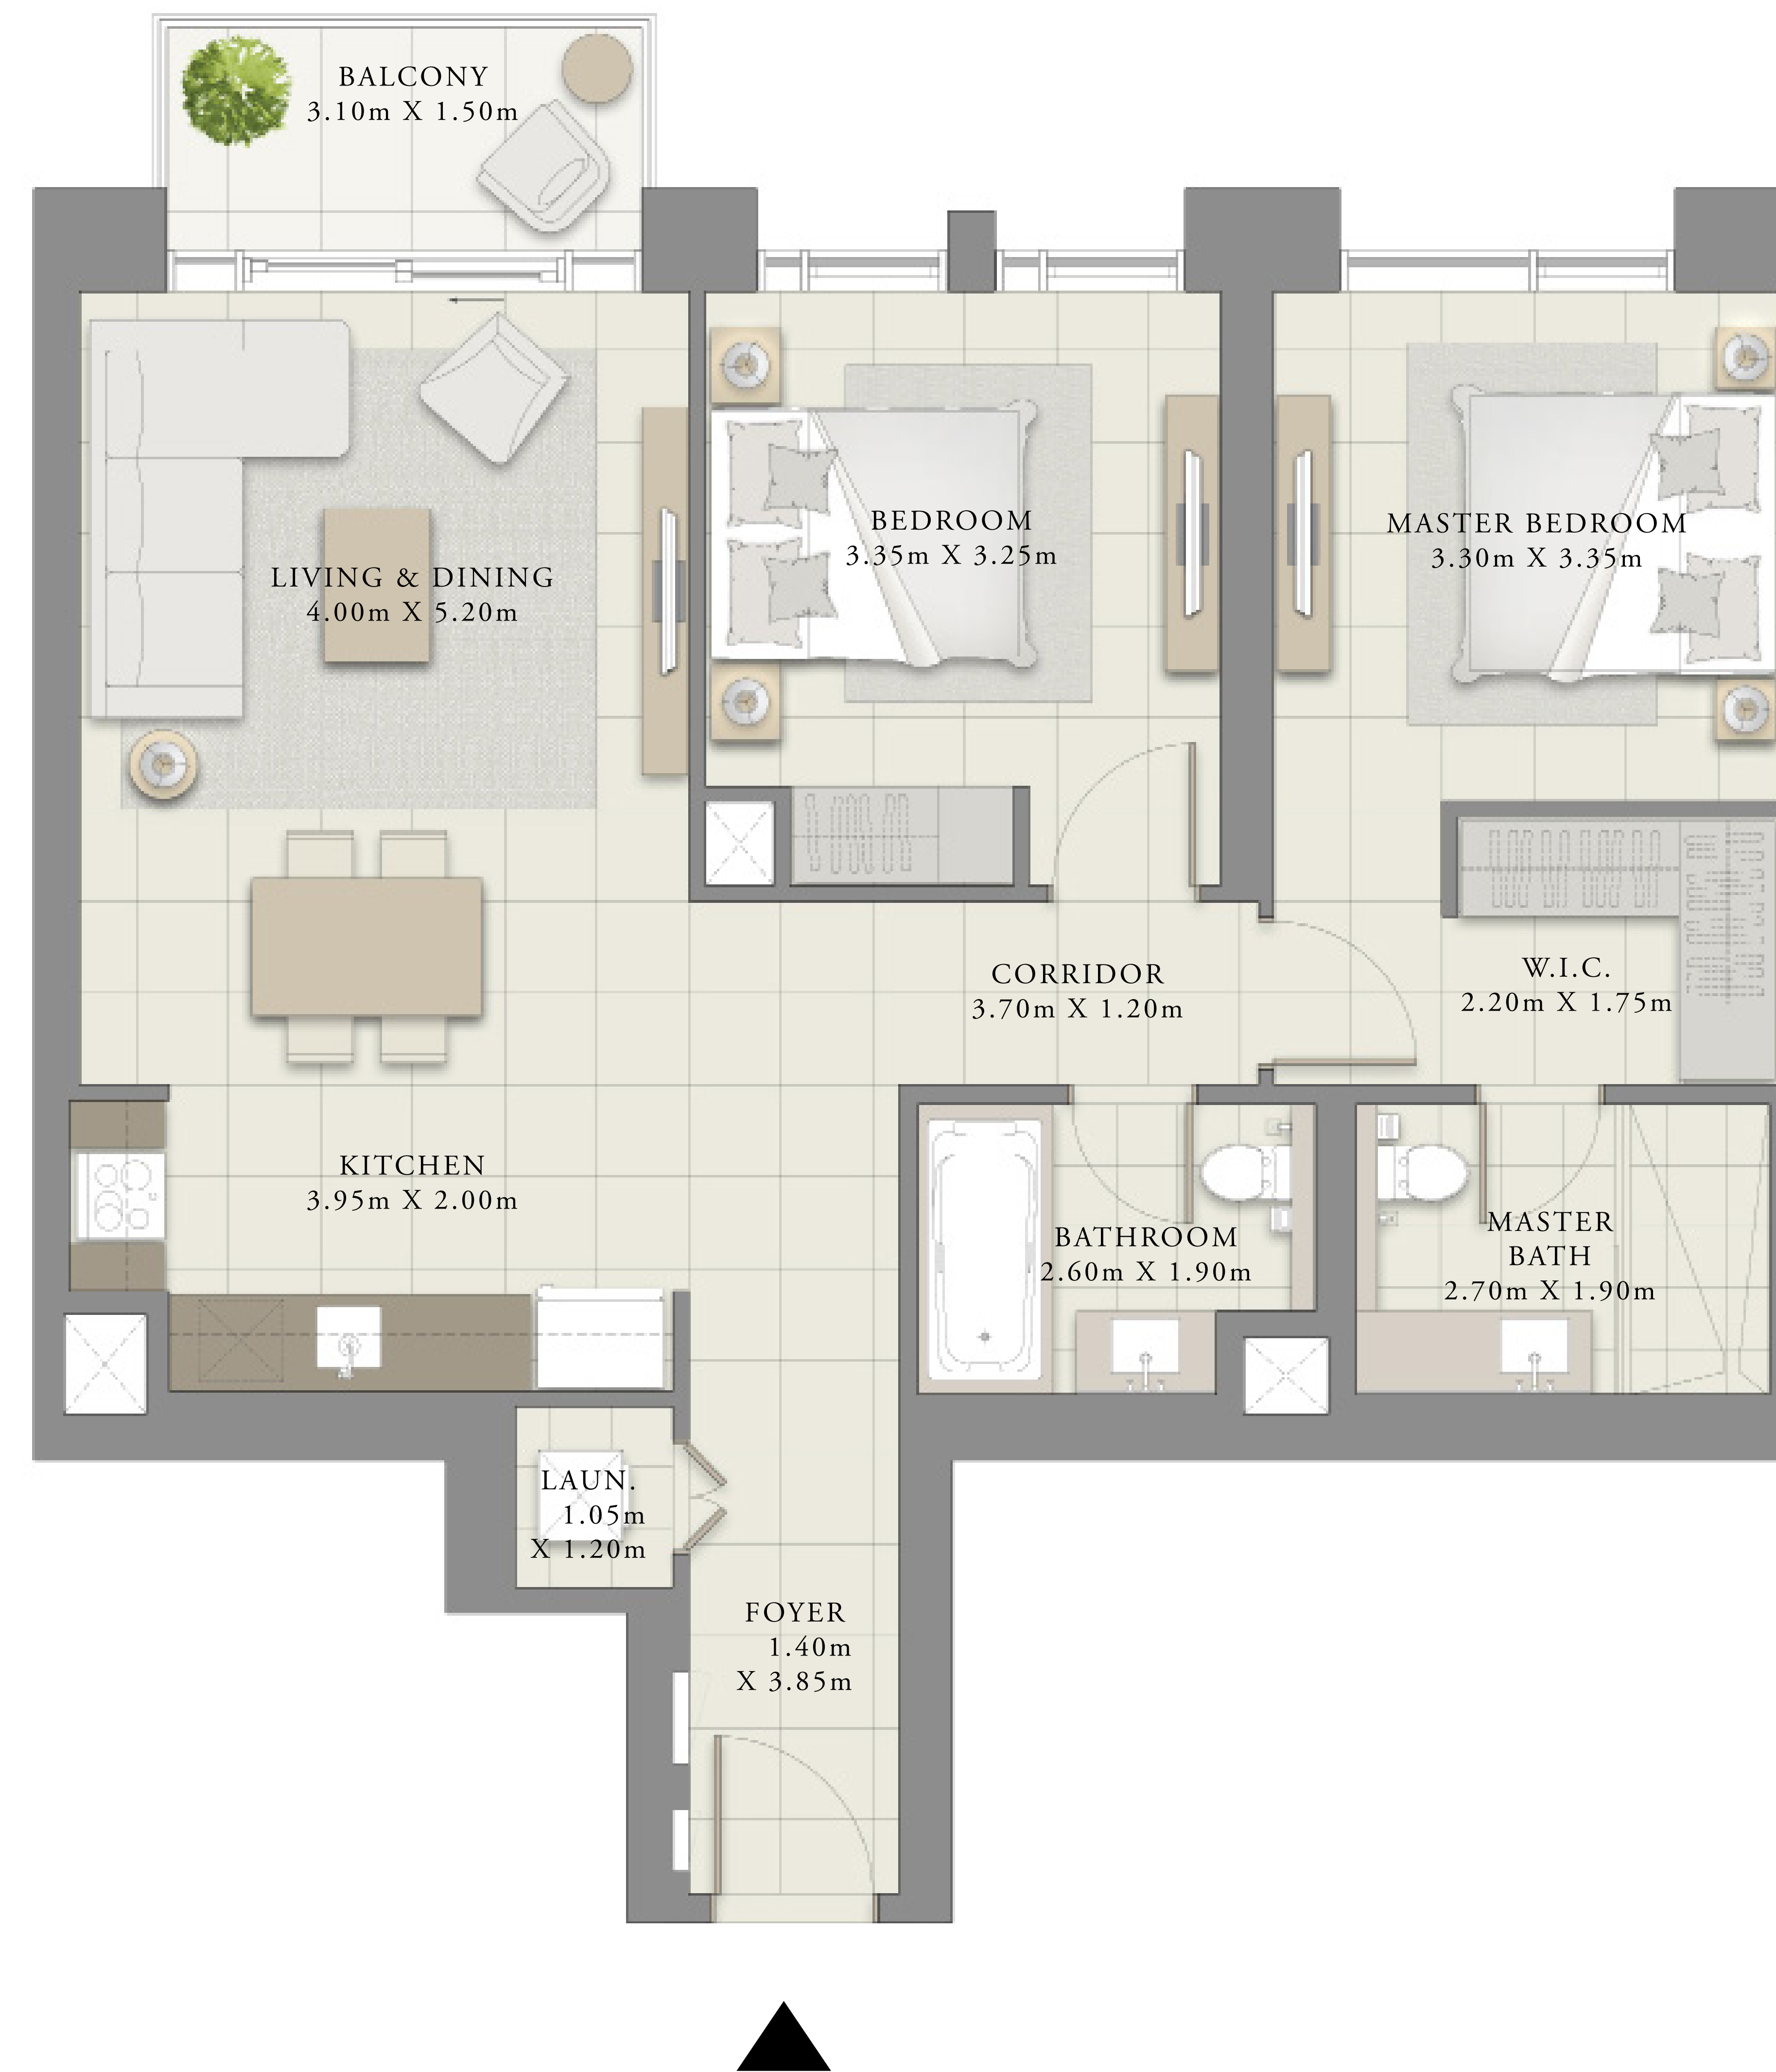 BALCONY
3.10m X 1.50m
BEDROOM
3.35m X 3.25m
MASTER BEDROOM
3.30m X 3.35m
LIVING & DINING
4.00m X 5.20m
CORRIDOR
3.70m X 1.20m
W.I.C.
2.20m X 1.75m
KITCHEN
3.95m X 2.00m
BATHROOM
2.60m X 1.90m
MASTER
BATH
2.70m X 1.90m
LAUN.
1.05m
X 1.20m
FOYER
1.40m
X 3.85m